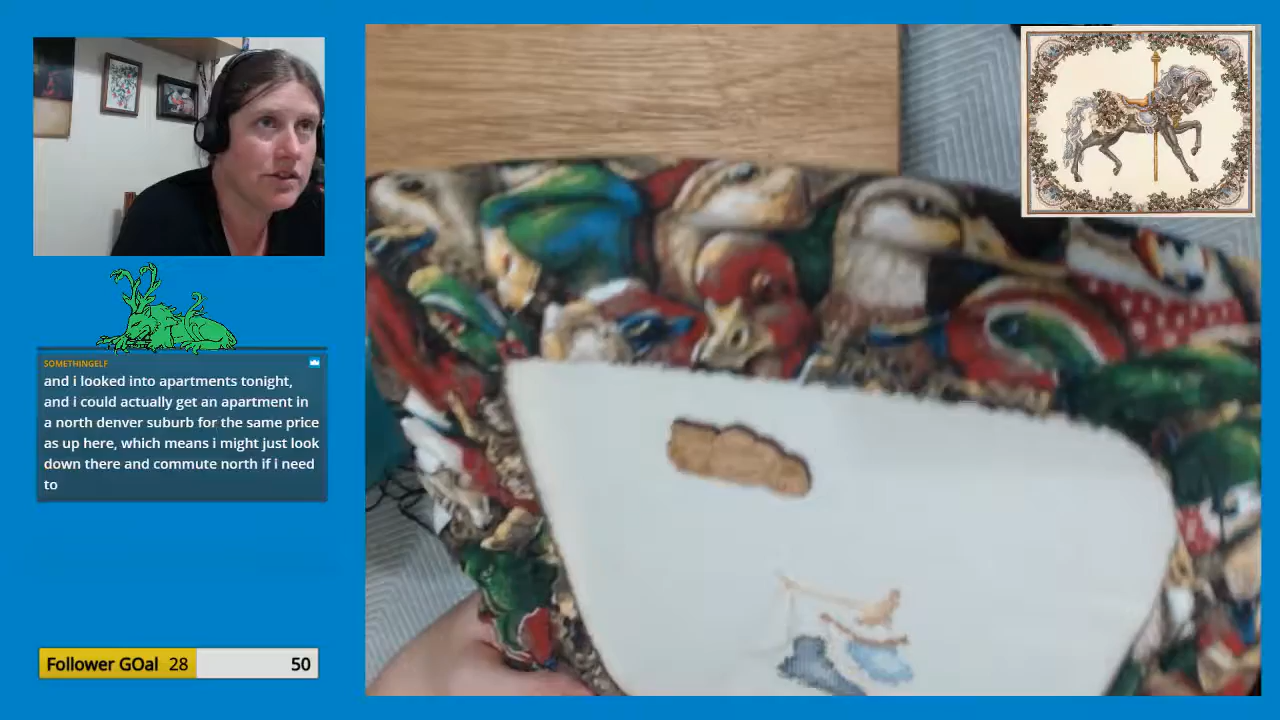 SOMETHINGELF
and i looked into apartments tonight,
and i could actually get an apartment in
a north denver suburb for the same price
as up here, which means i might just look
down there and commute north if i need
to
Follower GOal 28 50